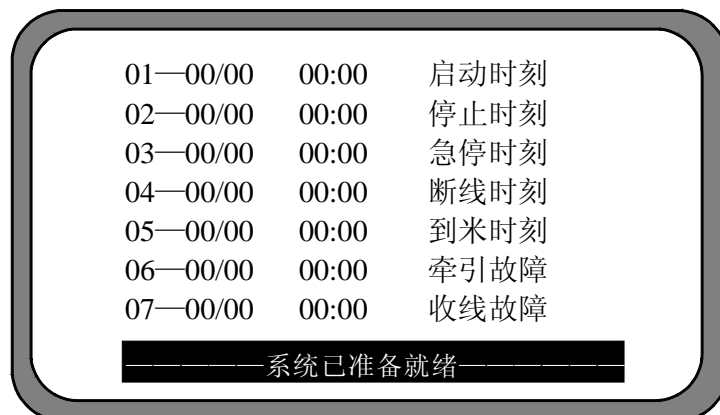 01—00/00 00:00 启动时刻
02—00/00 00:00 停止时刻
03—00/00 00:00 急停时刻
04—00/00 00:00 断线时刻
05—00/00 00:00 到米时刻
06—00/00 00:00 牵引故障
07—00/00 00:00 收线故障
—————系统已准备就绪——————